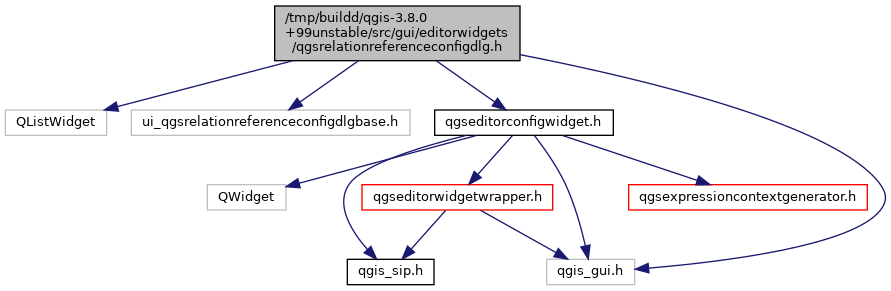 /tmp/buildd/qgis-3.8.0
+99unstable/src/gui/editorwidgets
/qgsrelationreferenceconfigdlg.h
QListWidget
ui_qgsrelationreferenceconfigdlgbase.h
qgseditorconfigwidget.h
QWidget
qgseditorwidgetwrapper.h
qgsexpressioncontextgenerator.h
qgis_sip.h
qgis_gui.h